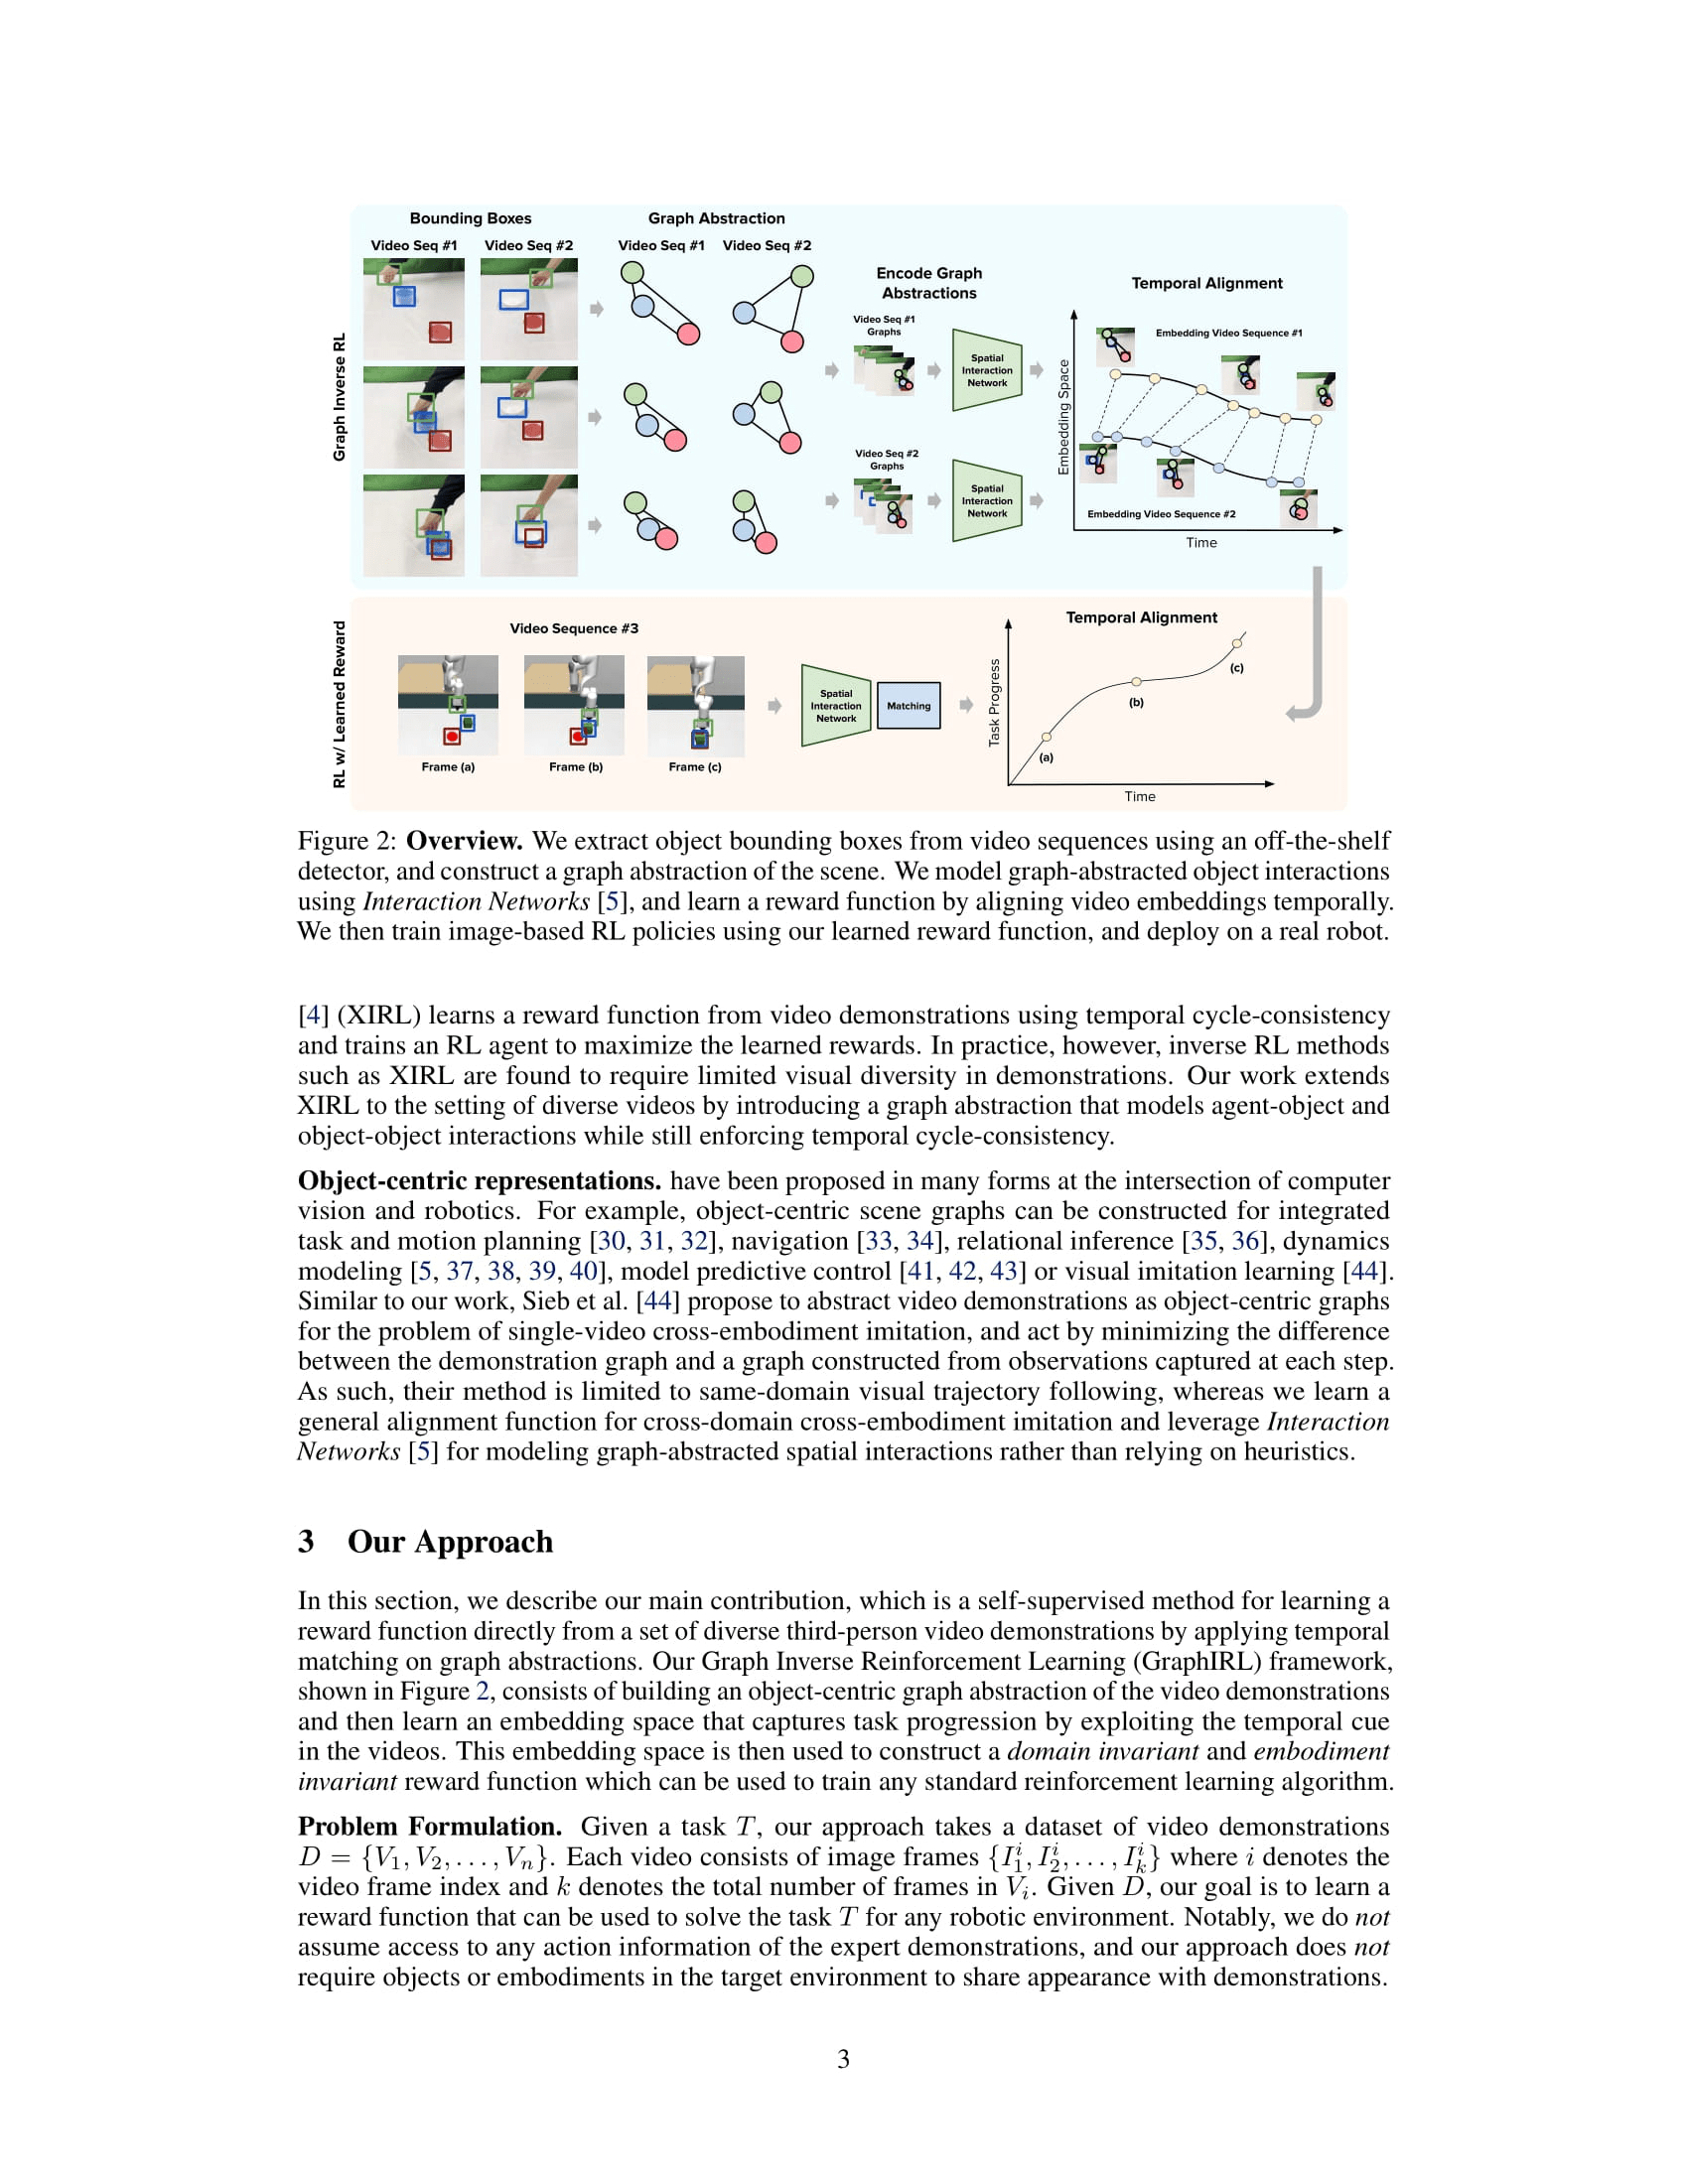 Bounding Boxes
Graph Abstraction
Video Seq #1
Video Seq #2
Video Seq #1
Video Seq #2
Graph Inverse RL
Encode Graph
Abstractions
Video Seq #1
Graphs
Spatial
Interaction
Network
Video Seq #2
Graphs
Spatial
Interaction
Network
Temporal Alignment
Embedding Space
Embedding Video Sequence #1
Embedding Video Sequence #2
Time
RL w/ Learned Reward
Video Sequence #3
Frame (a)
Frame (b)
Frame (c)
Spatial
Interaction
Network
Matching
Temporal Alignment
Task Progress
(a)
(b)
(c)
Time
Figure 2: Overview. We extract object bounding boxes from video sequences using an off-the-shelf
detector, and construct a graph abstraction of the scene. We model graph-abstracted object interactions
using Interaction Networks [5], and learn a reward function by aligning video embeddings temporally.
We then train image-based RL policies using our learned reward function, and deploy on a real robot.
[4] (XIRL) learns a reward function from video demonstrations using temporal cycle-consistency
and trains an RL agent to maximize the learned rewards. In practice, however, inverse RL methods
such as XIRL are found to require limited visual diversity in demonstrations. Our work extends
XIRL to the setting of diverse videos by introducing a graph abstraction that models agent-object and
object-object interactions while still enforcing temporal cycle-consistency.
Object-centric representations. have been proposed in many forms at the intersection of computer
vision and robotics. For example, object-centric scene graphs can be constructed for integrated
task and motion planning [30, 31, 32], navigation [33, 34], relational inference [35, 36], dynamics
modeling [5, 37, 38, 39, 40], model predictive control [41, 42, 43] or visual imitation learning [44].
Similar to our work, Sieb et al. [44] propose to abstract video demonstrations as object-centric graphs
for the problem of single-video cross-embodiment imitation, and act by minimizing the difference
between the demonstration graph and a graph constructed from observations captured at each step.
As such, their method is limited to same-domain visual trajectory following, whereas we learn a
general alignment function for cross-domain cross-embodiment imitation and leverage Interaction
Networks [5] for modeling graph-abstracted spatial interactions rather than relying on heuristics.
3 Our Approach
In this section, we describe our main contribution, which is a self-supervised method for learning a
reward function directly from a set of diverse third-person video demonstrations by applying temporal
matching on graph abstractions. Our Graph Inverse Reinforcement Learning (GraphIRL) framework,
shown in Figure 2, consists of building an object-centric graph abstraction of the video demonstrations
and then learn an embedding space that captures task progression by exploiting the temporal cue
in the videos. This embedding space is then used to construct a domain invariant and embodiment
invariant reward function which can be used to train any standard reinforcement learning algorithm.
Problem Formulation. Given a task T, our approach takes a dataset of video demonstrations
D = {V₁, V₂, . . . , Vₙ}. Each video consists of image frames {I₁ⁱ, I₂ⁱ, . . . , Iₖⁱ} where i denotes the
video frame index and k denotes the total number of frames in Vᵢ. Given D, our goal is to learn a
reward function that can be used to solve the task T for any robotic environment. Notably, we do not
assume access to any action information of the expert demonstrations, and our approach does not
require objects or embodiments in the target environment to share appearance with demonstrations.
3